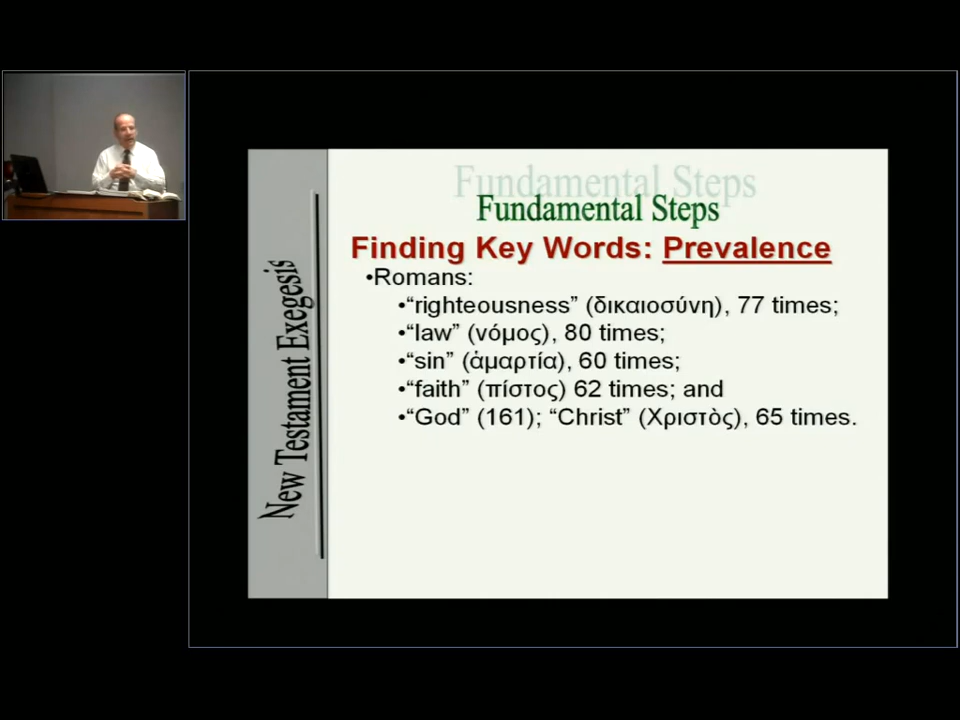 Fundamental Steps
Fundamental Steps
Finding Key Words: Prevalence
•Romans:
•“righteousness” (δικαιοσύνη), 77 times;
•“law” (νόμος), 80 times;
•“sin” (ἁμαρτία), 60 times;
•“faith” (πίστος) 62 times; and
•“God” (161); “Christ” (Χριστὸς), 65 times.
New Testament Exegesis